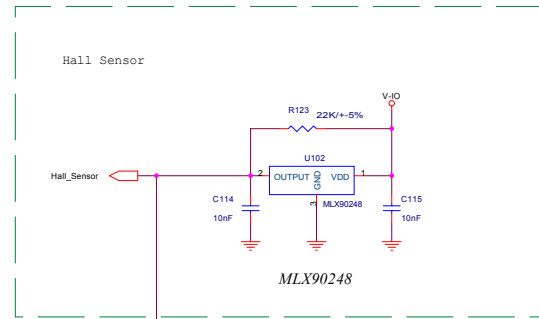 Hall Sensor
V-IO
R123 22K/+-5%
U102
Hall_Sensor
2 OUTPUT GND VDD 1
C114
3 MLX90248
C115
10nF
10nF
MLX90248